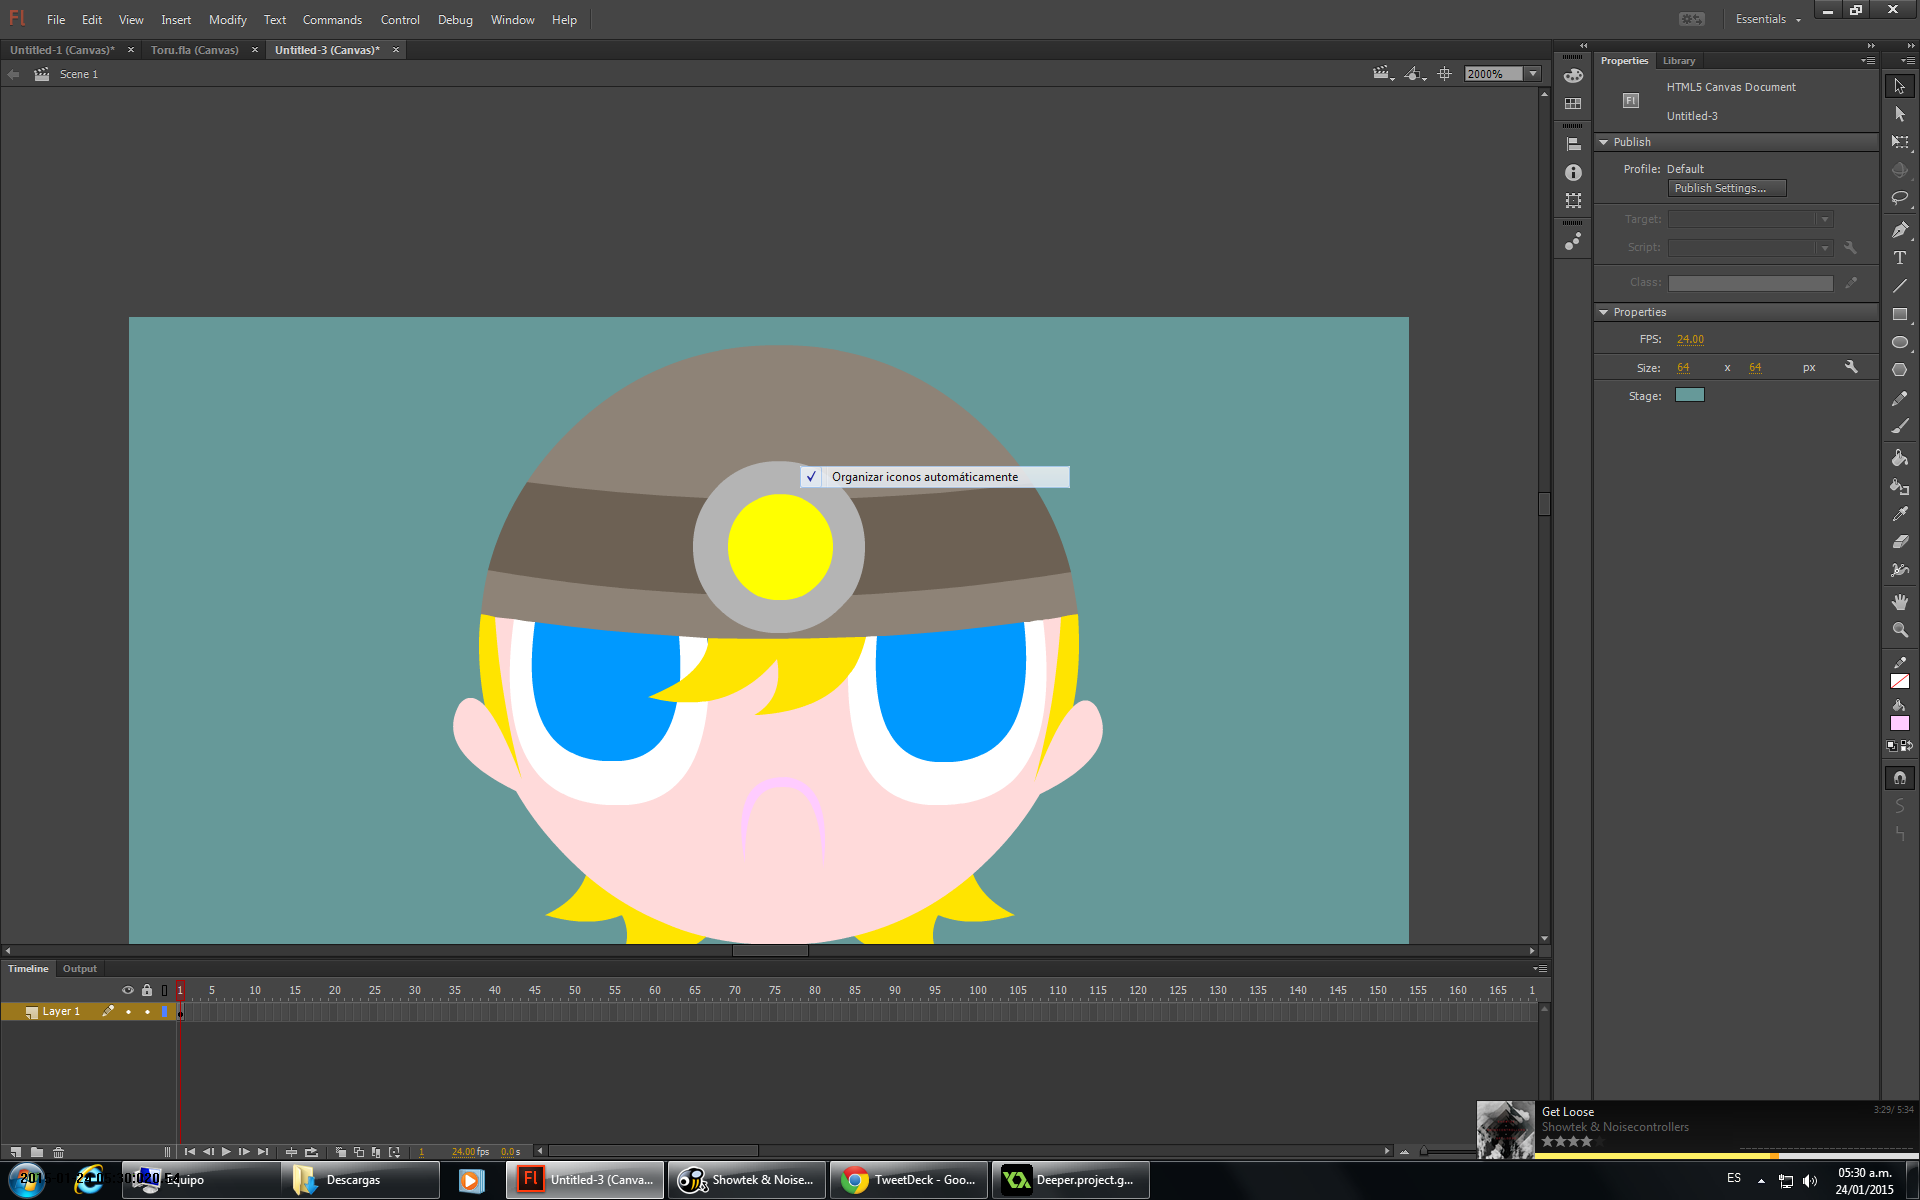 Fl File Edit View Insert Modify Text Commands Control Debug Window Help Essentials
Untitled-1 (Canvas)* Toru.fla (Canvas) Untitled-3 (Canvas)*
Scene 1 2000%
Properties Library
HTML5 Canvas Document
Fl
Untitled-3
Publish
Profile: Default
Publish Settings...
Target:
Script:
Class:
Properties
FPS: 24.00
Size: 64 x 64 px
Stage:
Organizar iconos automáticamente
Timeline Output
1 5 10 15 20 25 30 35 40 45 50 55 60 65 70 75 80 85 90 95 100 105 110 115 120 125 130 135 140 145 150 155 160 165 1
Layer 1
1 24.00 fps 0.0 s
Get Loose 3:29/ 5:34
Showtek & Noisecontrollers
Equipo Descargas Fl Untitled-3 (Canva... Showtek & Noise... TweetDeck - Goo... Deeper.project.g...
ES 05:30 a.m.
24/01/2015